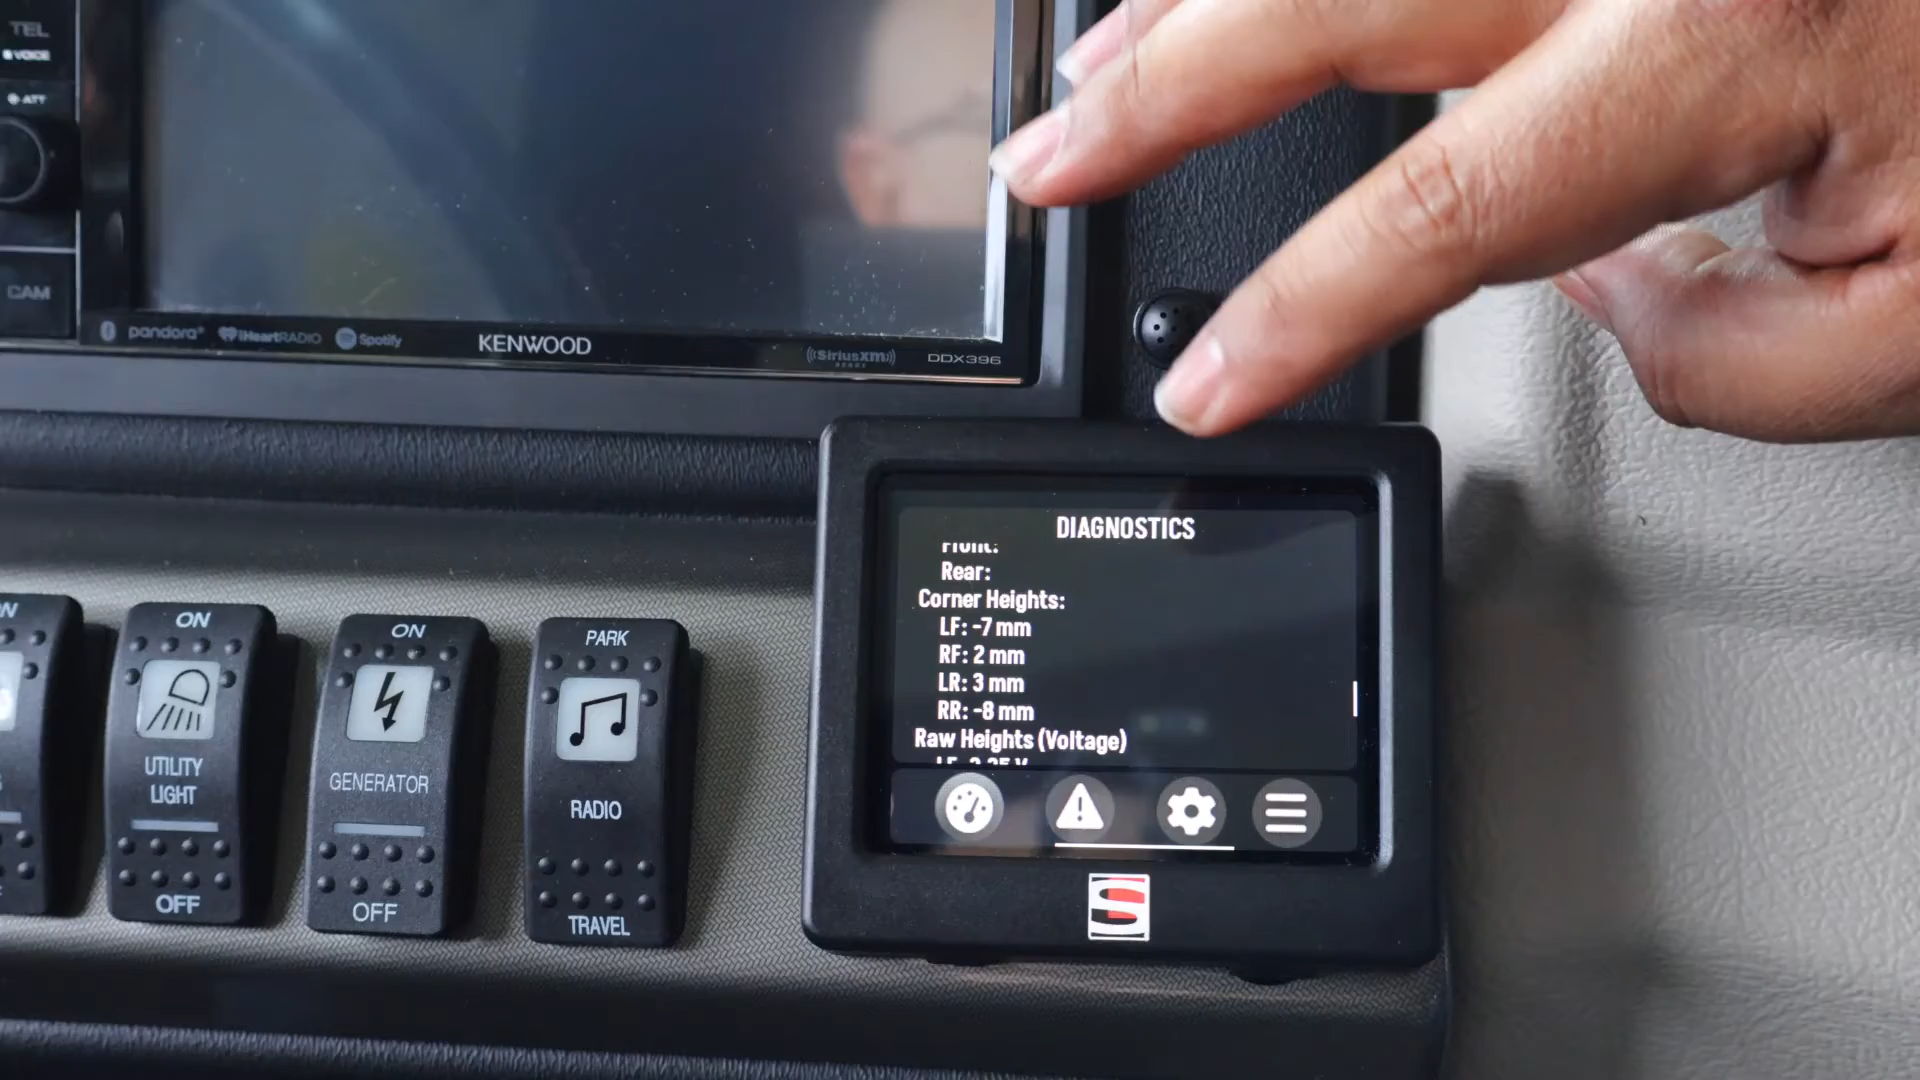 TEL
VOICE
ATT
CAM
pandora®
iHeartRADIO
Spotify
KENWOOD
((SiriusXM))
READY
DDX396
DIAGNOSTICS
Front:
Rear:
Corner Heights:
LF: -7 mm
RF: 2 mm
LR: 3 mm
RR: -8 mm
Raw Heights (Voltage)
ON
UTILITY
LIGHT
OFF
ON
GENERATOR
OFF
PARK
RADIO
TRAVEL
S